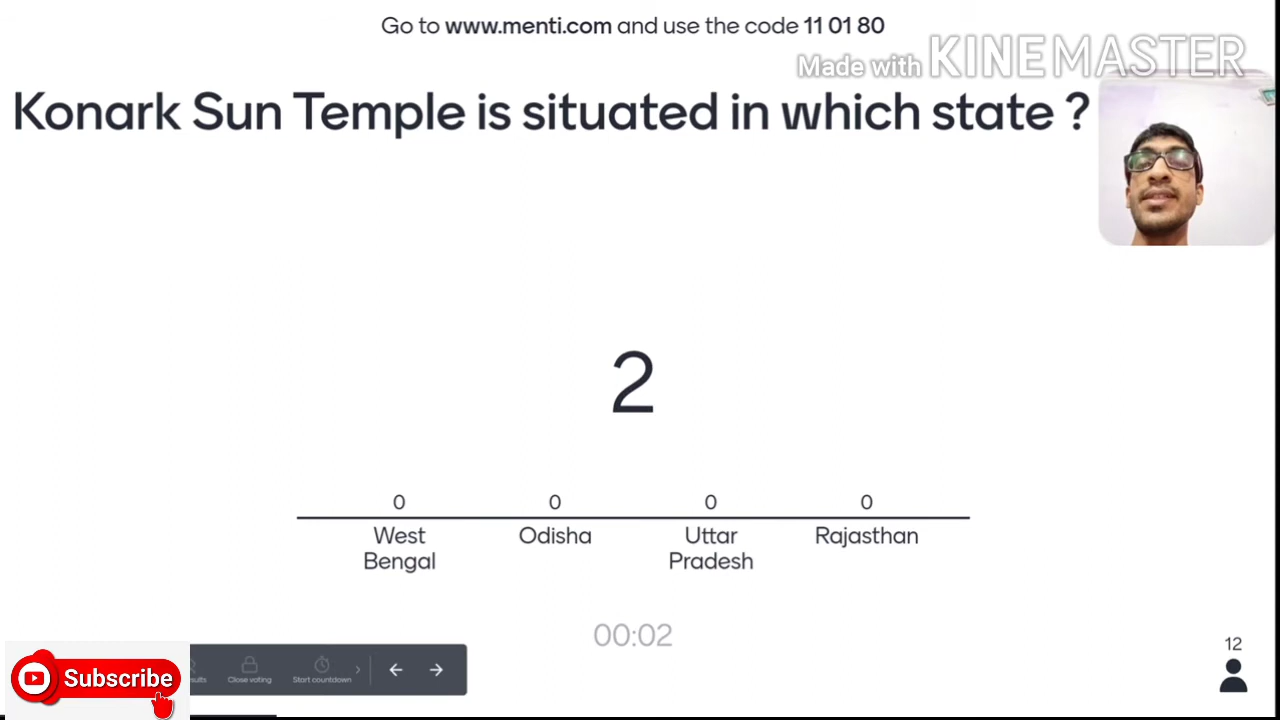 Go to www.menti.com and use the code 11 01 80
Made with KINEMASTER
Konark Sun Temple is situated in which state ?
2
0 0 0 0
West Bengal Odisha Uttar Pradesh Rajasthan
00:02
12
Subscribe
sults Close voting Start countdown